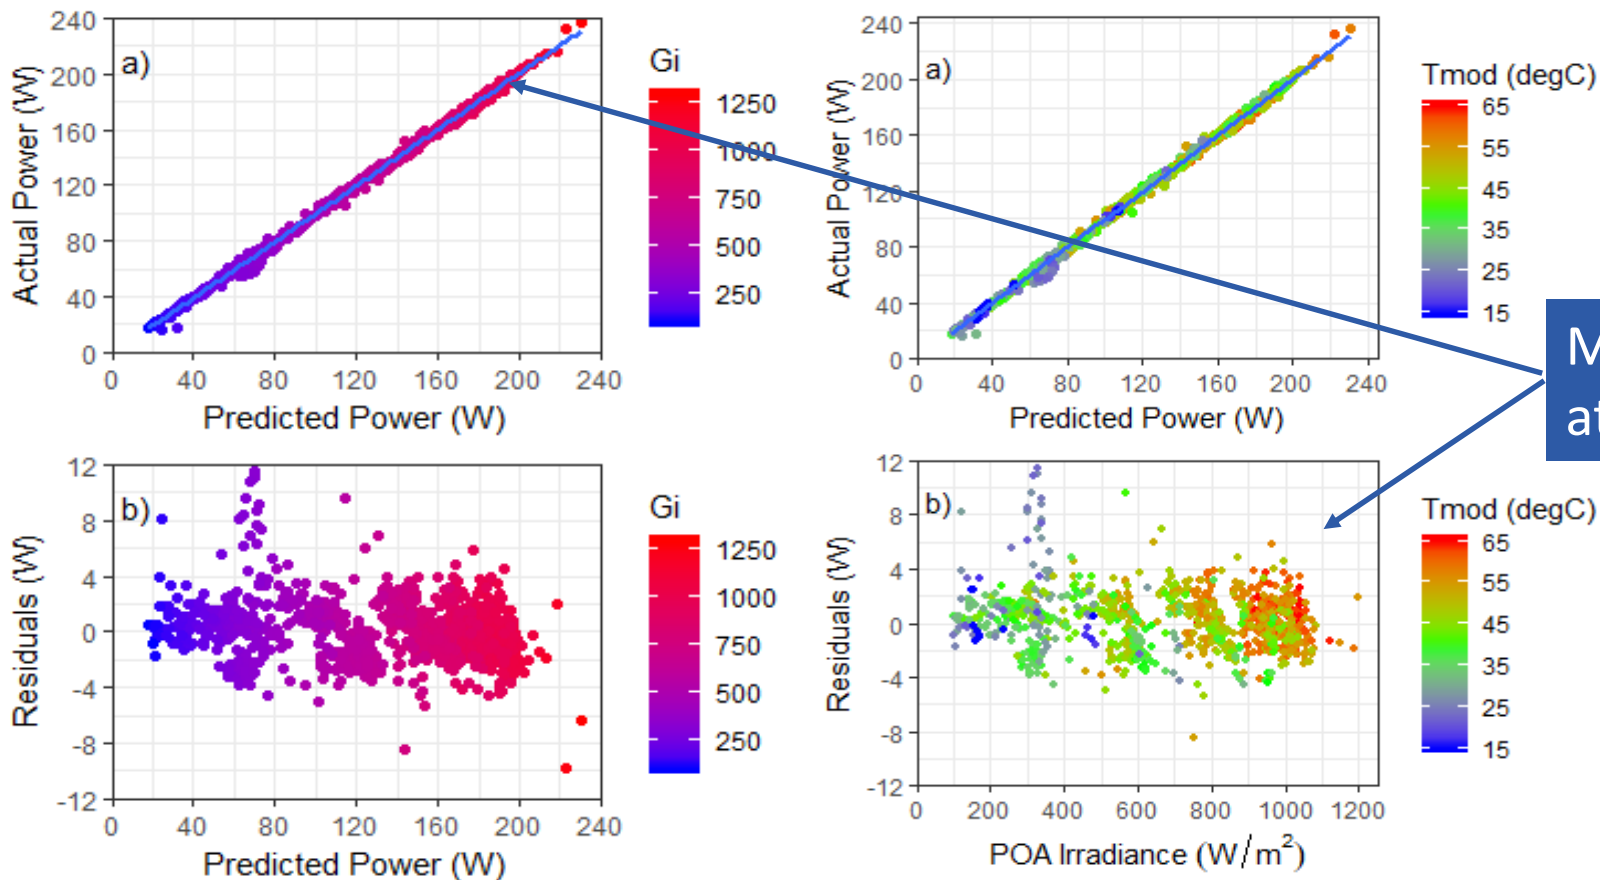 240
200
160
120
80
40
0
a)
Actual Power (W)
0 40 80 120 160 200 240
Predicted Power (W)
Gi
1250
1000
750
500
250
240
200
160
120
80
40
0
a)
Actual Power (W)
0 40 80 120 160 200 240
Predicted Power (W)
Tmod (degC)
65
55
45
35
25
15
M
at
12
8
4
0
-4
-8
-12
b)
Residuals (W)
0 40 80 120 160 200 240
Predicted Power (W)
Gi
1250
1000
750
500
250
12
8
4
0
-4
-8
-12
b)
Residuals (W)
0 200 400 600 800 1000 1200
POA Irradiance (W/m²)
Tmod (degC)
65
55
45
35
25
15